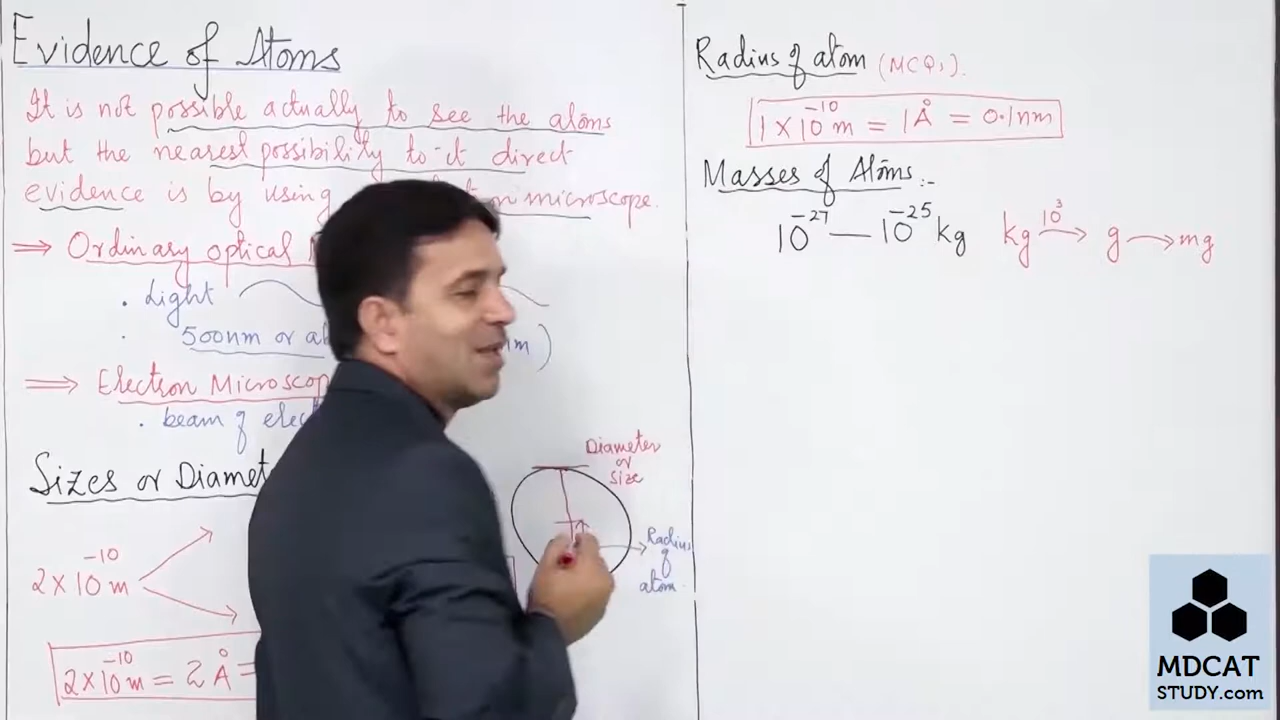 Evidence of Atoms
It is not possible actually to see the atoms
but the nearest possibility to it direct
evidence is by using microscope.
⇒ Ordinary optical
. Light
. 500nm or
m)
⇒ Electron Microscop
. beam of elec
Sizes or Diamet
2×10⁻¹⁰m
2×10⁻¹⁰m = 2Å =
Diameter
or
Size
Radius
of
atom
Radius of atom (MCQs).
1×10⁻¹⁰m = 1Å = 0.1nm
Masses of Atoms:-
10⁻²⁷ — 10⁻²⁵ kg kg 10³→ g → mg
MDCAT
STUDY.com